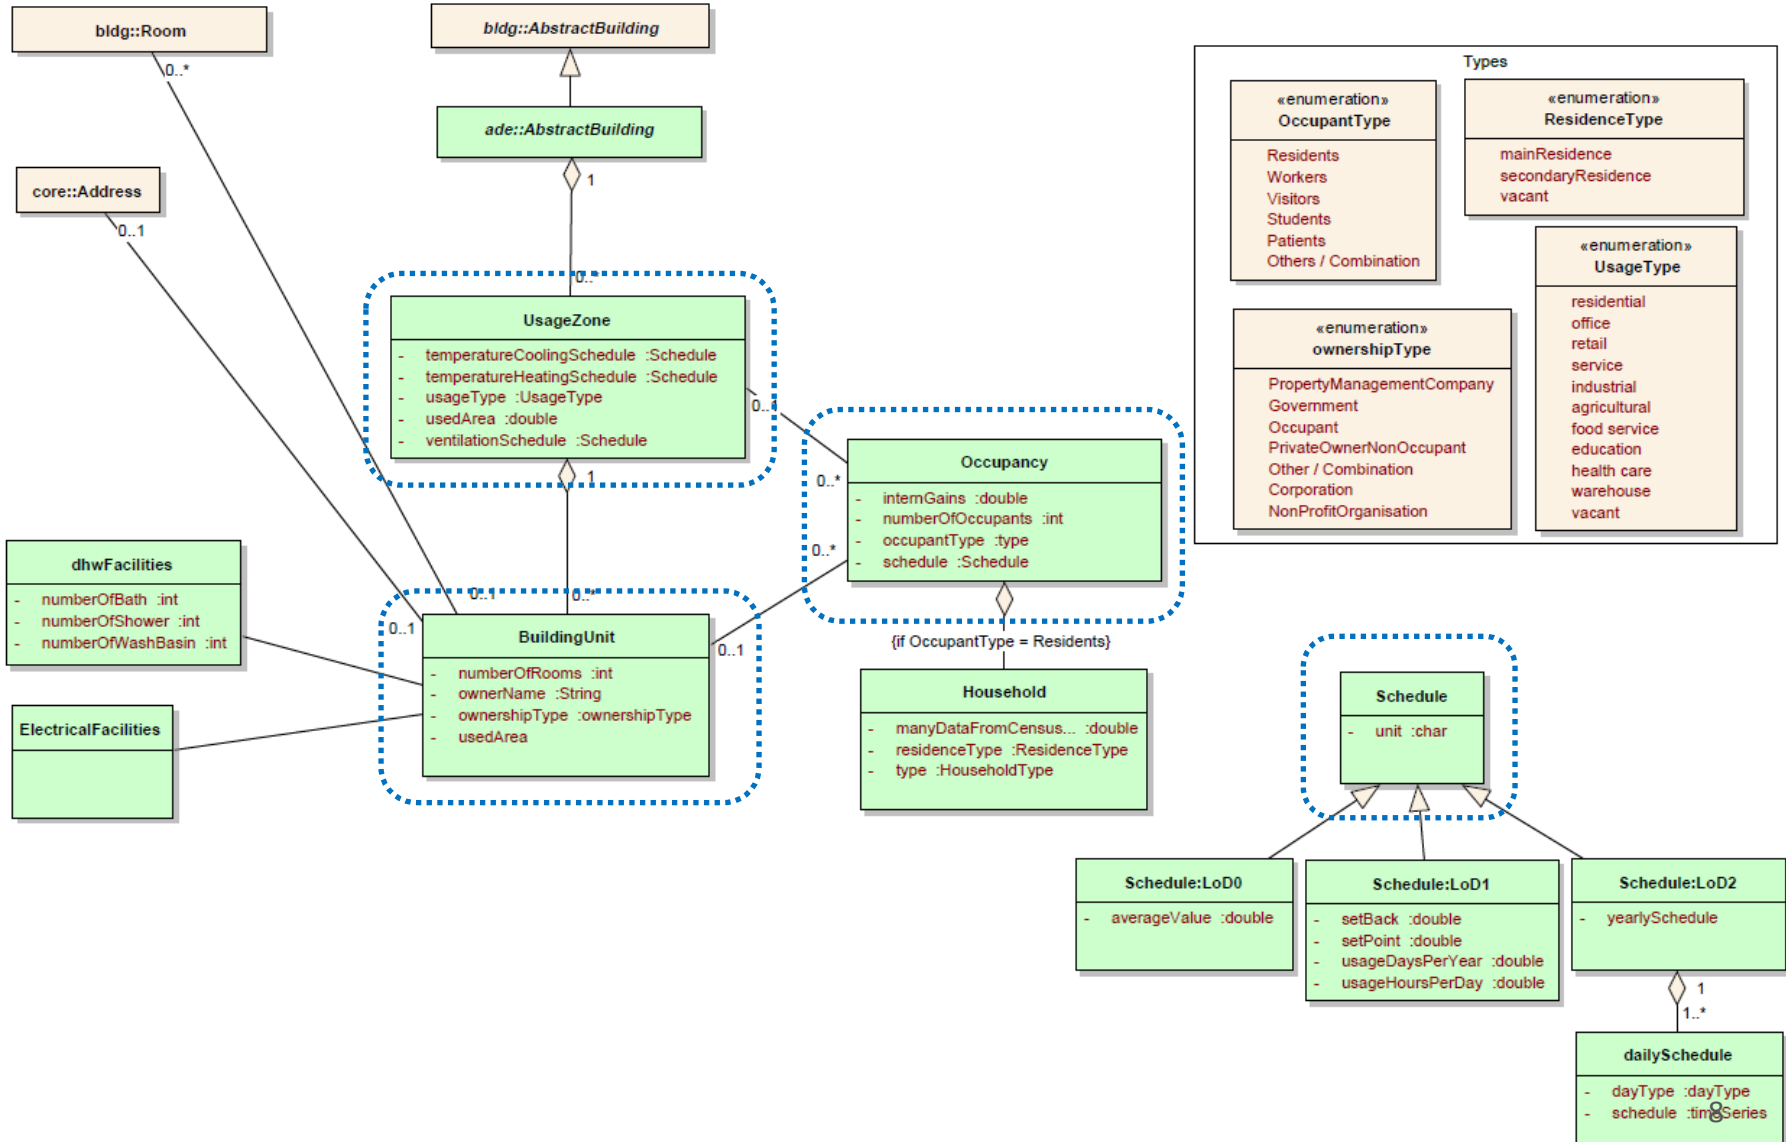 bldg::Room
0..*
bldg::AbstractBuilding
ade::AbstractBuilding
1
core::Address
0..1
0..*
UsageZone
- temperatureCoolingSchedule :Schedule
- temperatureHeatingSchedule :Schedule
- usageType :UsageType
- usedArea :double
- ventilationSchedule :Schedule
0..1
1
0..*
Occupancy
- internGains :double
- numberOfOccupants :int
- occupantType :type
- schedule :Schedule
0..*
dhwFacilities
- numberOfBath :int
- numberOfShower :int
- numberOfWashBasin :int
0..1
0..1
0..*
BuildingUnit
- numberOfRooms :int
- ownerName :String
- ownershipType :ownershipType
- usedArea
0..1
ElectricalFacilities
{if OccupantType = Residents}
Household
- manyDataFromCensus... :double
- residenceType :ResidenceType
- type :HouseholdType
Types
«enumeration»
OccupantType
Residents
Workers
Visitors
Students
Patients
Others / Combination
«enumeration»
ResidenceType
mainResidence
secondaryResidence
vacant
«enumeration»
ownershipType
PropertyManagementCompany
Government
Occupant
PrivateOwnerNonOccupant
Other / Combination
Corporation
NonProfitOrganisation
«enumeration»
UsageType
residential
office
retail
service
industrial
agricultural
food service
education
health care
warehouse
vacant
Schedule
- unit :char
Schedule:LoD0
- averageValue :double
Schedule:LoD1
- setBack :double
- setPoint :double
- usageDaysPerYear :double
- usageHoursPerDay :double
Schedule:LoD2
- yearlySchedule
1
1..*
dailySchedule
- dayType :dayType
- schedule :timeSeries
8